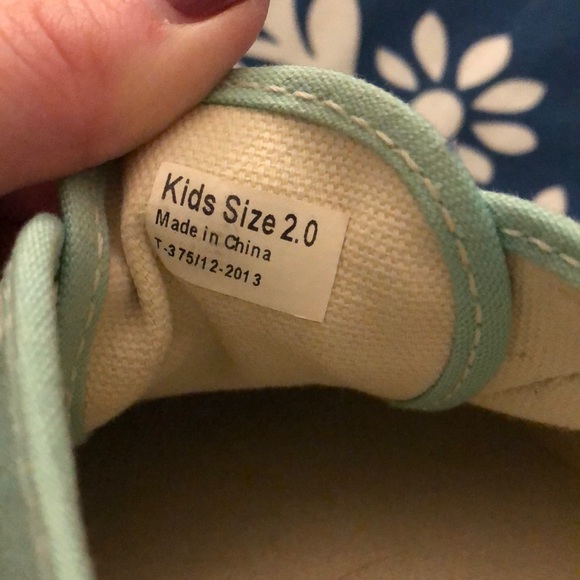 Kids Size 2.0
Made in China
T-375/12-2013